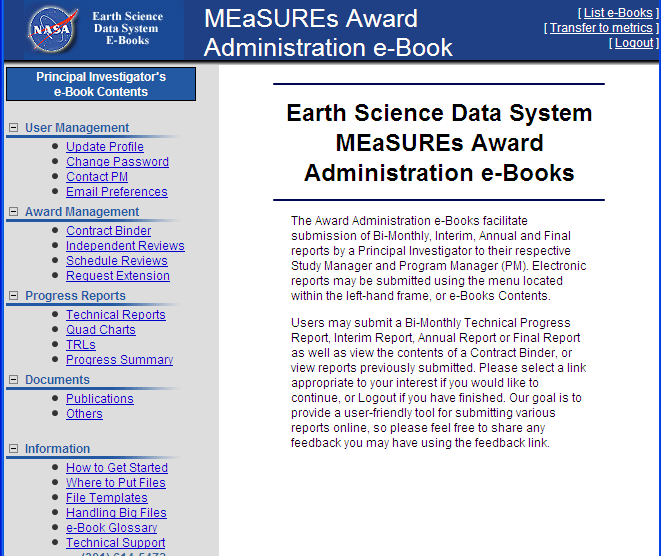 NASA
Earth Science
Data System
E-Books
MEaSUREs Award
Administration e-Book
[ List e-Books ]
[ Transfer to metrics ]
[ Logout ]
Principal Investigator's
e-Book Contents
User Management
Update Profile
Change Password
Contact PM
Email Preferences
Award Management
Contract Binder
Independent Reviews
Schedule Reviews
Request Extension
Progress Reports
Technical Reports
Quad Charts
TRLs
Progress Summary
Documents
Publications
Others
Information
How to Get Started
Where to Put Files
File Templates
Handling Big Files
e-Book Glossary
Technical Support
(301) 614-5473
Earth Science Data System
MEaSUREs Award
Administration e-Books
The Award Administration e-Books facilitate
submission of Bi-Monthly, Interim, Annual and Final
reports by a Principal Investigator to their respective
Study Manager and Program Manager (PM). Electronic
reports may be submitted using the menu located
within the left-hand frame, or e-Books Contents.
Users may submit a Bi-Monthly Technical Progress
Report, Interim Report, Annual Report or Final Report
as well as view the contents of a Contract Binder, or
view reports previously submitted. Please select a link
appropriate to your interest if you would like to
continue, or Logout if you have finished. Our goal is to
provide a user-friendly tool for submitting various
reports online, so please feel free to share any
feedback you may have using the feedback link.